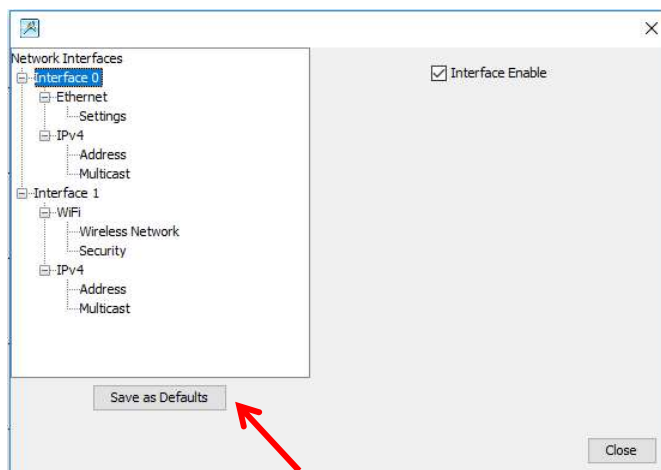 Network Interfaces
Interface 0
Interface Enable
Ethernet
Settings
IPv4
Address
Multicast
Interface 1
WiFi
Wireless Network
Security
IPv4
Address
Multicast
Save as Defaults
Close